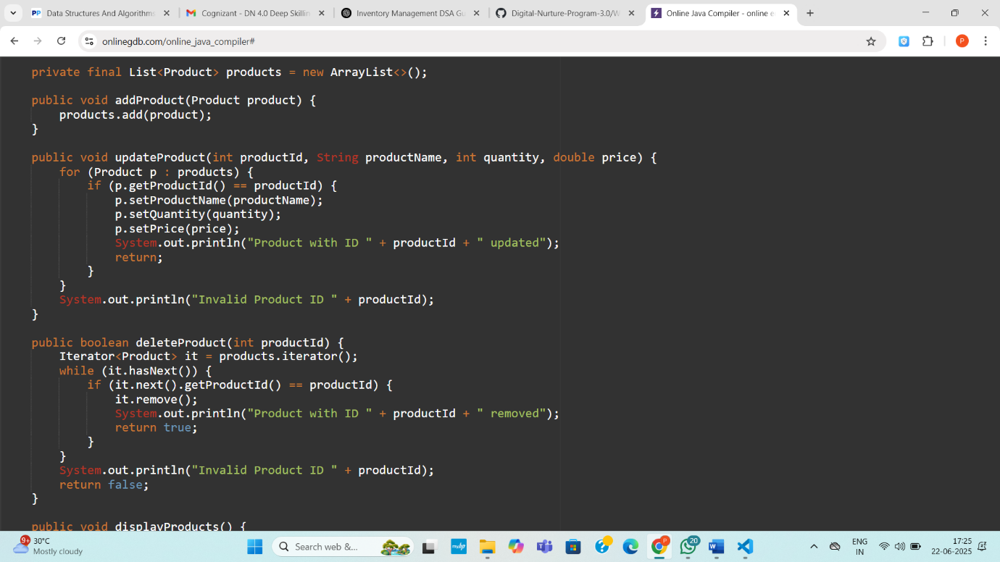 Data Structures And Algorithms
Cognizant - DN 4.0 Deep Skillin
Inventory Management DSA Gu
Digital-Nurture-Program-3.0/W
Online Java Compiler - online e
onlinegdb.com/online_java_compiler#
P
private final List<Product> products = new ArrayList<>();
public void addProduct(Product product) {
products.add(product);
}
public void updateProduct(int productId, String productName, int quantity, double price) {
for (Product p : products) {
if (p.getProductId() == productId) {
p.setProductName(productName);
p.setQuantity(quantity);
p.setPrice(price);
System.out.println("Product with ID " + productId + " updated");
return;
}
}
System.out.println("Invalid Product ID " + productId);
}
public boolean deleteProduct(int productId) {
Iterator<Product> it = products.iterator();
while (it.hasNext()) {
if (it.next().getProductId() == productId) {
it.remove();
System.out.println("Product with ID " + productId + " removed");
return true;
}
}
System.out.println("Invalid Product ID " + productId);
return false;
}
public void displayProducts() {
9+
30°C
Mostly cloudy
Search web &...
myhp
P
20
ENG
IN
17:25
22-06-2025